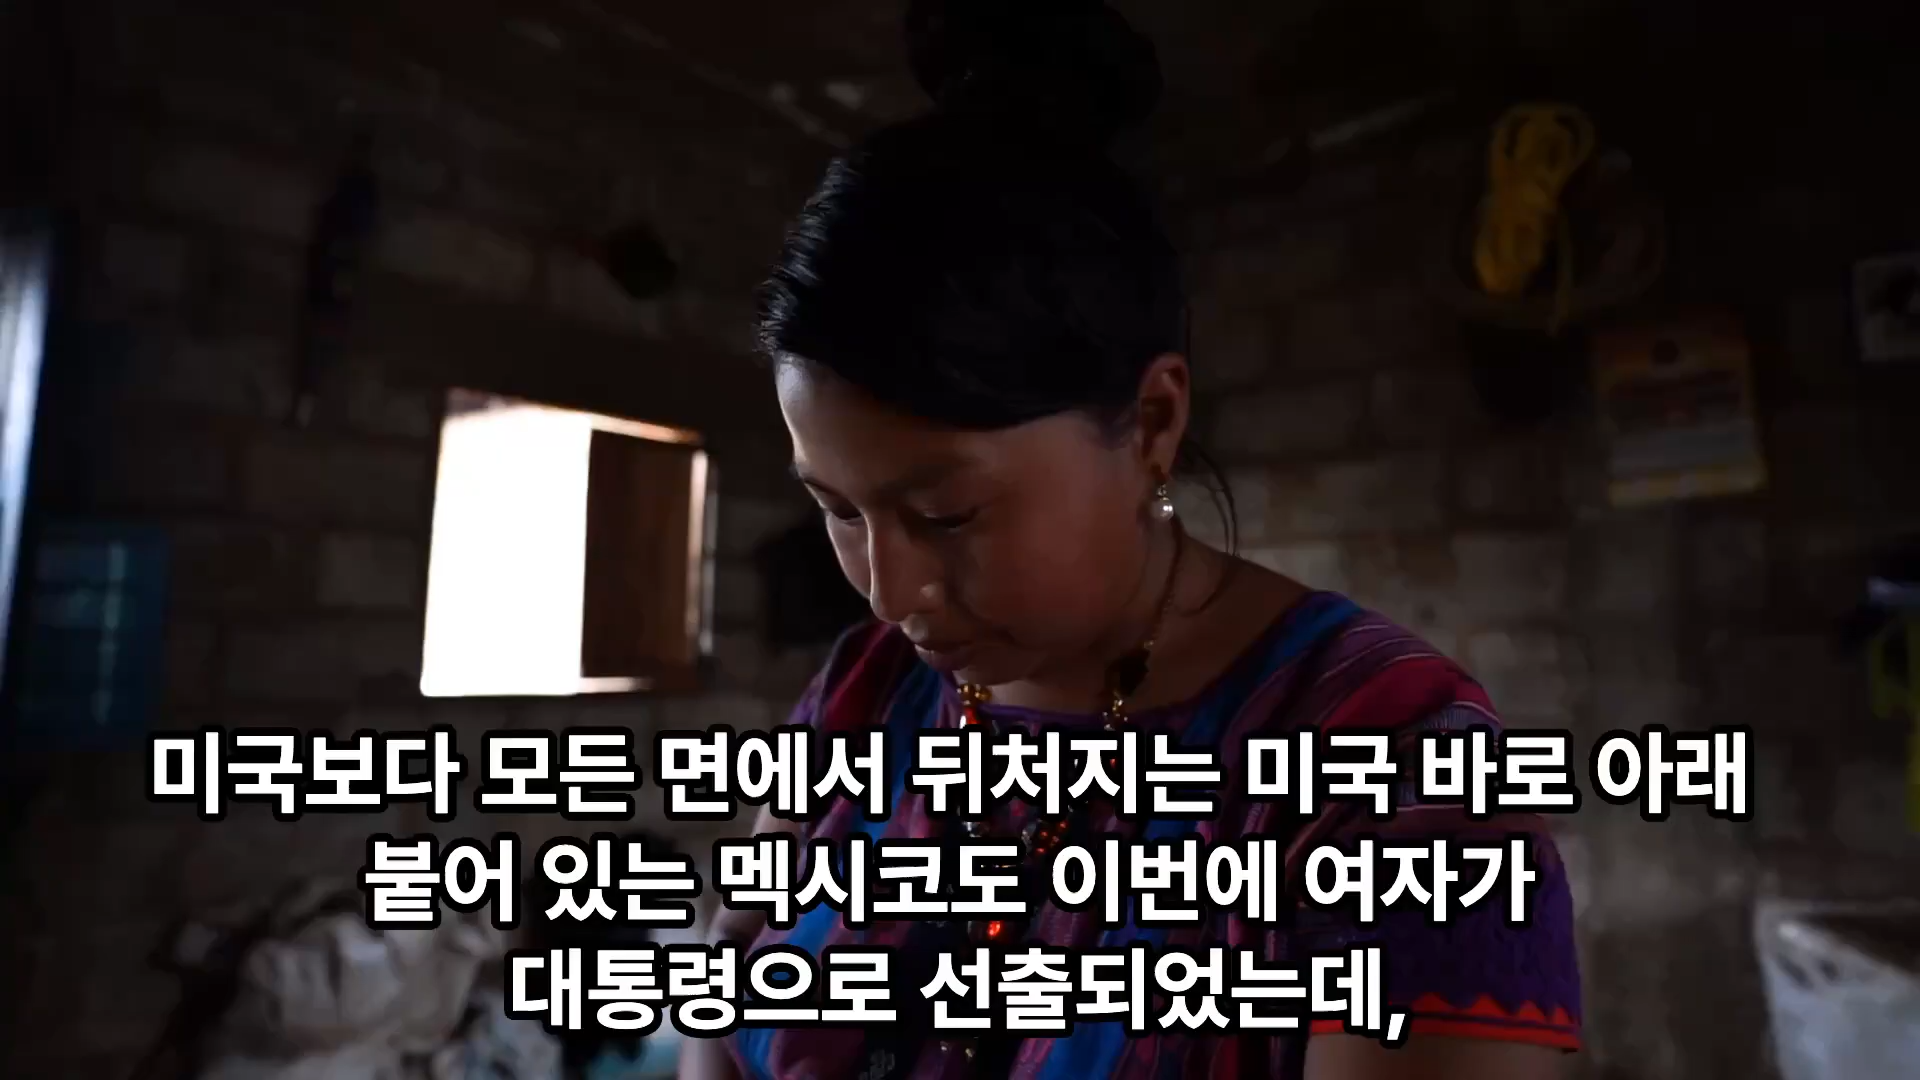 미국보다 모든 면에서 뒤처지는 미국 바로 아래
붙어 있는 멕시코도 이번에 여자가
대통령으로 선출되었는데,